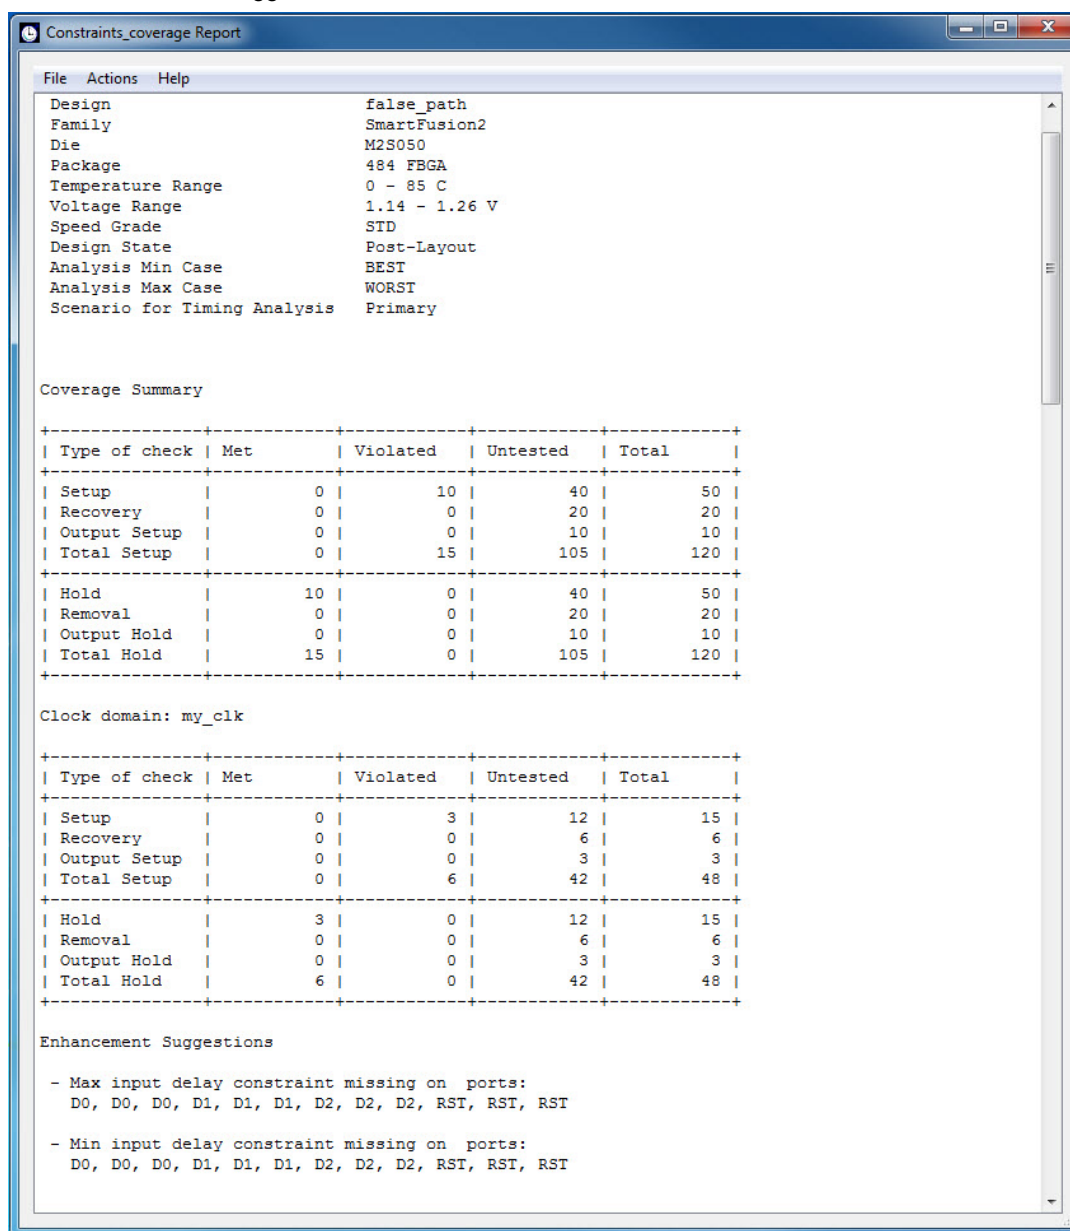 Constraints_coverage Report
File Actions Help
Design false_path
Family SmartFusion2
Die M2S050
Package 484 FBGA
Temperature Range 0 - 85 C
Voltage Range 1.14 - 1.26 V
Speed Grade STD
Design State Post-Layout
Analysis Min Case BEST
Analysis Max Case WORST
Scenario for Timing Analysis Primary
Coverage Summary
+---------------+------------+------------+------------+------------+
| Type of check | Met | Violated | Untested | Total |
+---------------+------------+------------+------------+------------+
| Setup | 0 | 10 | 40 | 50 |
| Recovery | 0 | 0 | 20 | 20 |
| Output Setup | 0 | 0 | 10 | 10 |
| Total Setup | 0 | 15 | 105 | 120 |
+---------------+------------+------------+------------+------------+
| Hold | 10 | 0 | 40 | 50 |
| Removal | 0 | 0 | 20 | 20 |
| Output Hold | 0 | 0 | 10 | 10 |
| Total Hold | 15 | 0 | 105 | 120 |
+---------------+------------+------------+------------+------------+
Clock domain: my_clk
+---------------+------------+------------+------------+------------+
| Type of check | Met | Violated | Untested | Total |
+---------------+------------+------------+------------+------------+
| Setup | 0 | 3 | 12 | 15 |
| Recovery | 0 | 0 | 6 | 6 |
| Output Setup | 0 | 0 | 3 | 3 |
| Total Setup | 0 | 6 | 42 | 48 |
+---------------+------------+------------+------------+------------+
| Hold | 3 | 0 | 12 | 15 |
| Removal | 0 | 0 | 6 | 6 |
| Output Hold | 0 | 0 | 3 | 3 |
| Total Hold | 6 | 0 | 42 | 48 |
+---------------+------------+------------+------------+------------+
Enhancement Suggestions
- Max input delay constraint missing on ports:
D0, D0, D0, D1, D1, D1, D2, D2, D2, RST, RST, RST
- Min input delay constraint missing on ports:
D0, D0, D0, D1, D1, D1, D2, D2, D2, RST, RST, RST